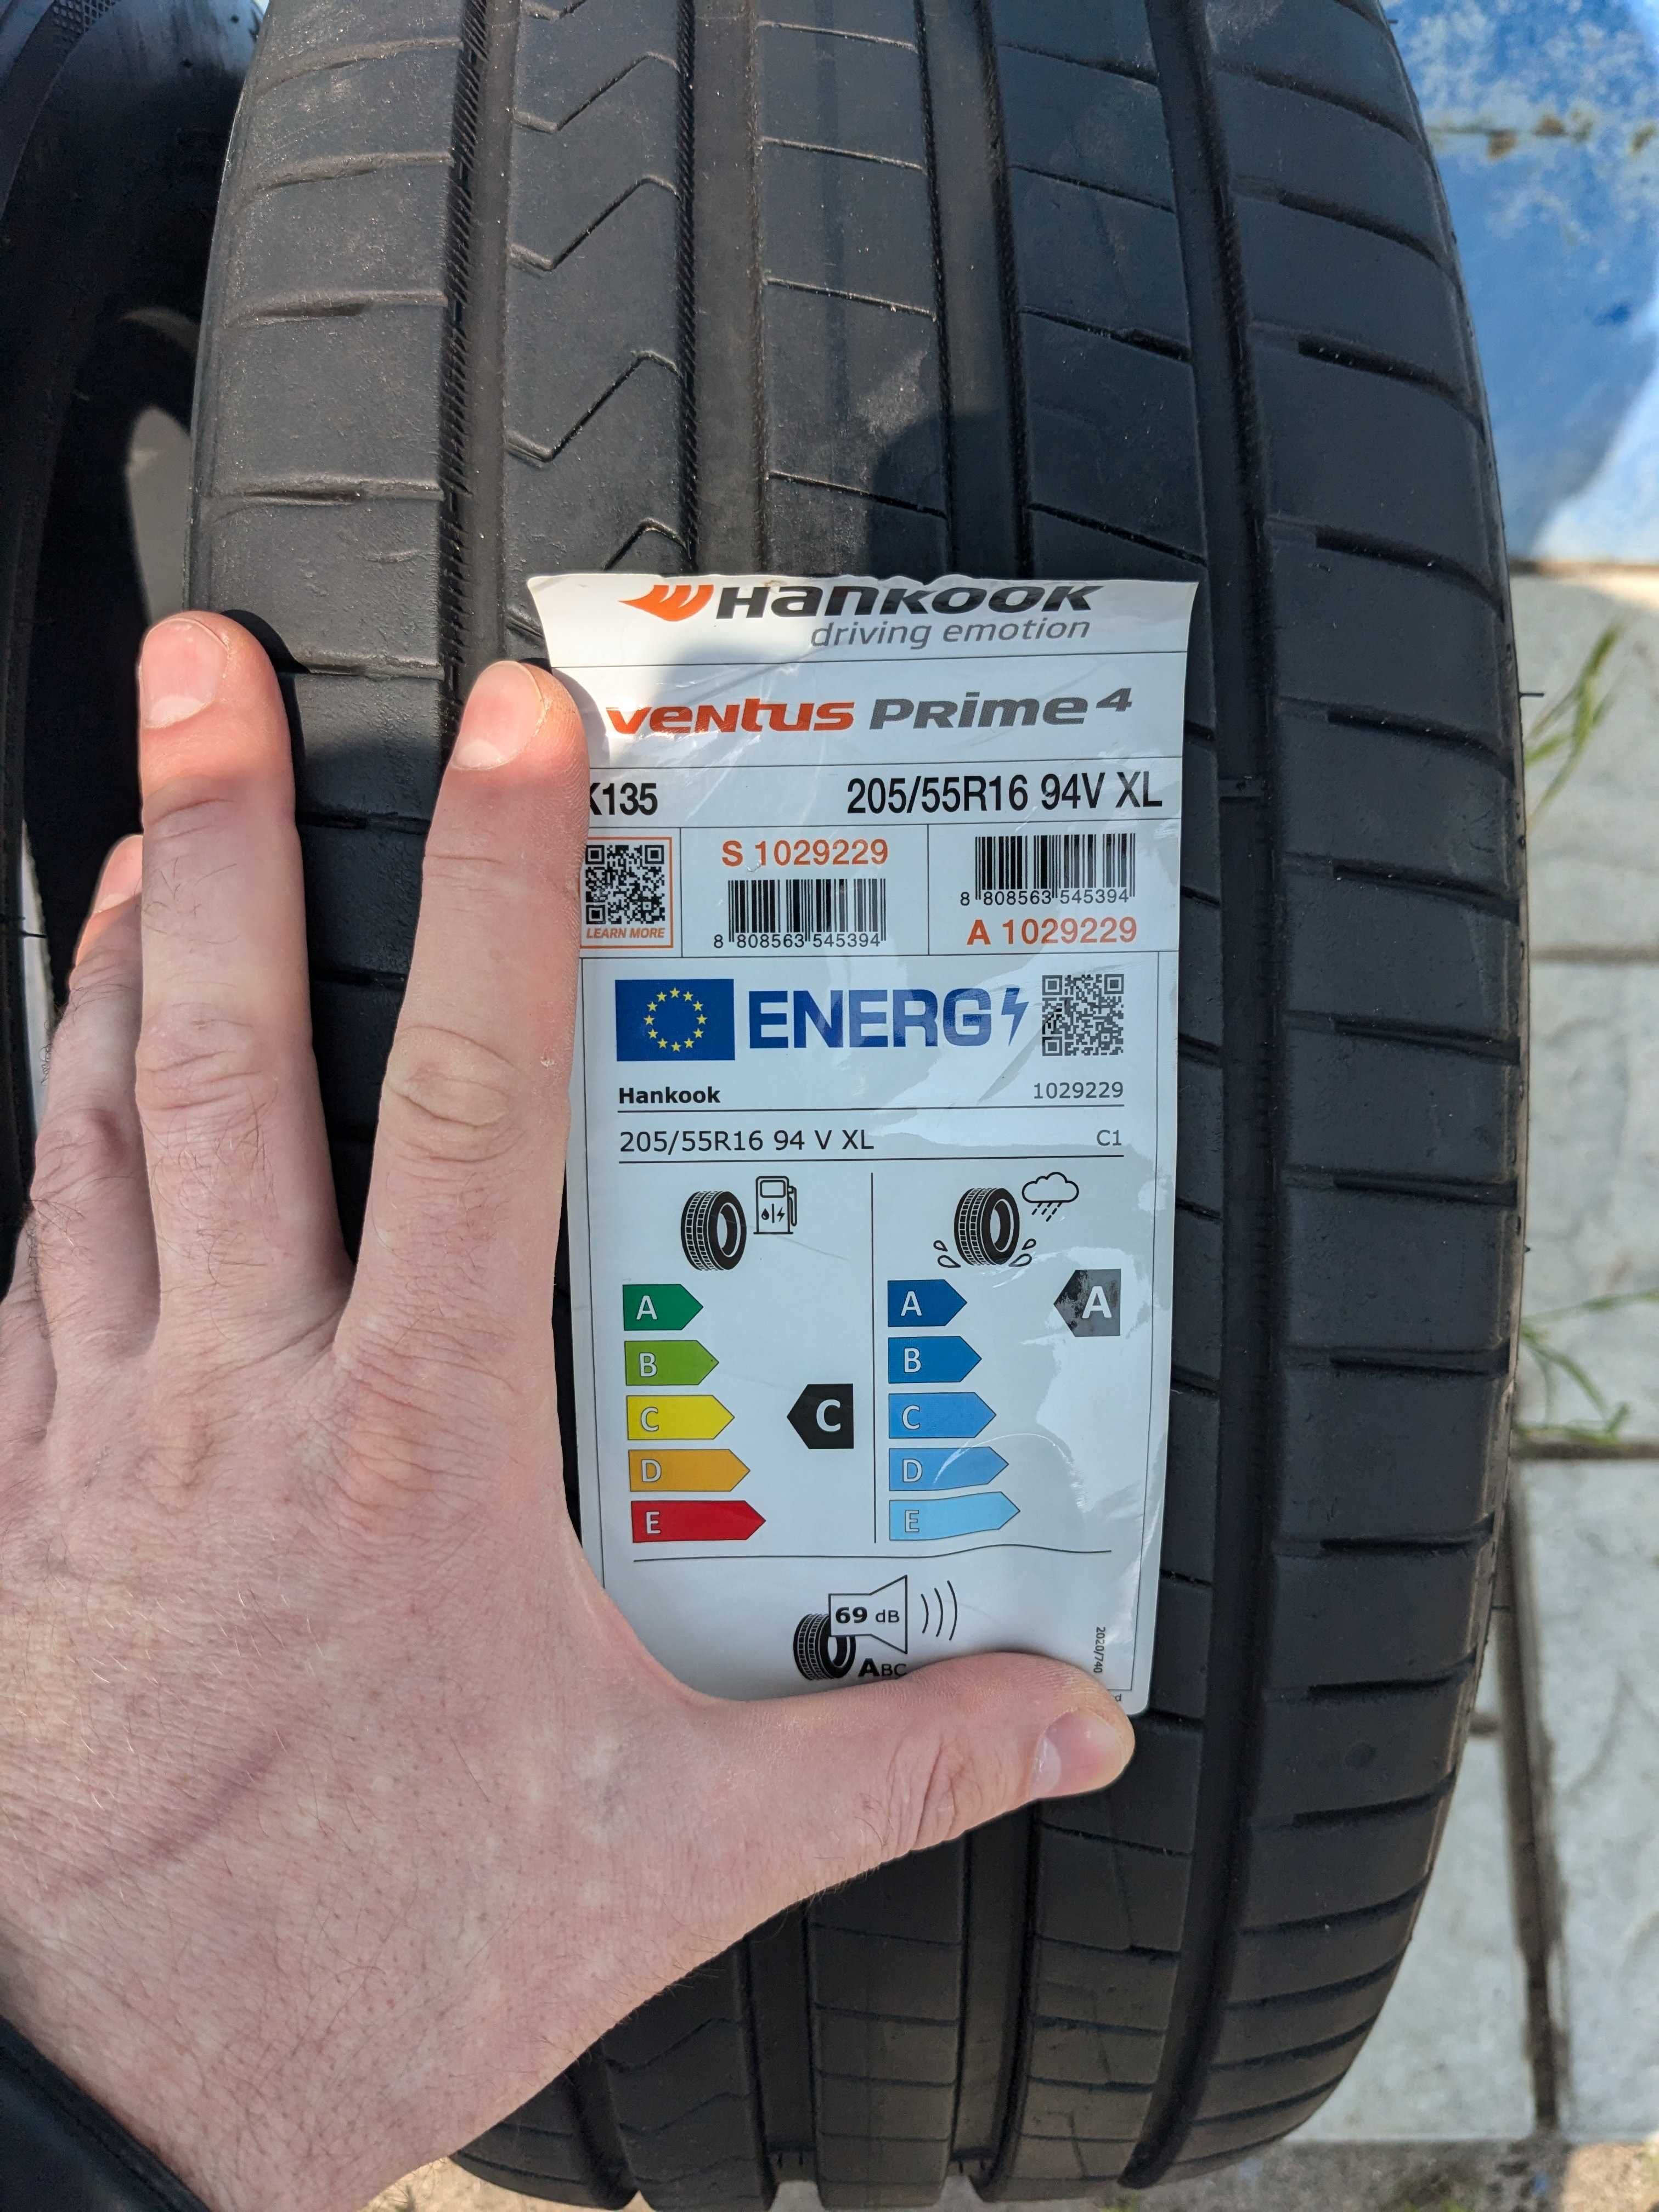 Hankook
driving emotion
ventus Prime4
K135 205/55R16 94V XL
LEARN MORE
S 1029229
8 808563 545394
8 808563 545394
A 1029229
ENERG
Hankook 1029229
205/55R16 94 V XL C1
A
B
C
D
E
C
A
B
C
D
E
A
69 dB
ABC
2020/740